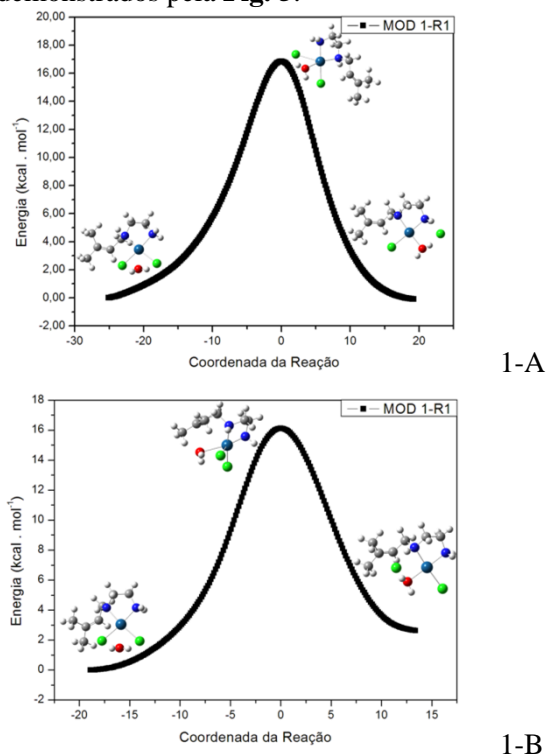 demonstrados pela Fig. 3.
MOD 1-R1
20,00
18,00
16,00
14,00
12,00
10,00
8,00
6,00
4,00
2,00
0,00
2,00
Energia (kcal . mol⁻¹)
-30 -20 -10 0 10 20
Coordenada da Reação
1-A
MOD 1-R1
18
16
14
12
10
8
6
4
2
0
-2
Energia (kcal . mol⁻¹)
-20 -15 -10 -5 0 5 10 15
Coordenada da Reação
1-B